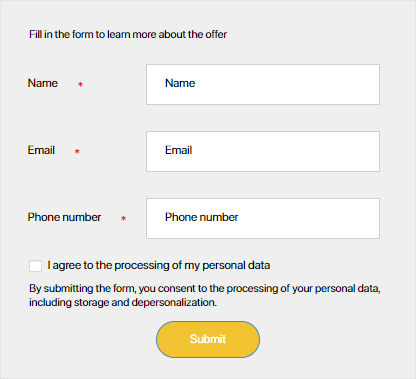 Fill in the form to learn more about the offer
Name * Name
Email * Email
Phone number * Phone number
I agree to the processing of my personal data
By submitting the form, you consent to the processing of your personal data,
including storage and depersonalization.
Submit